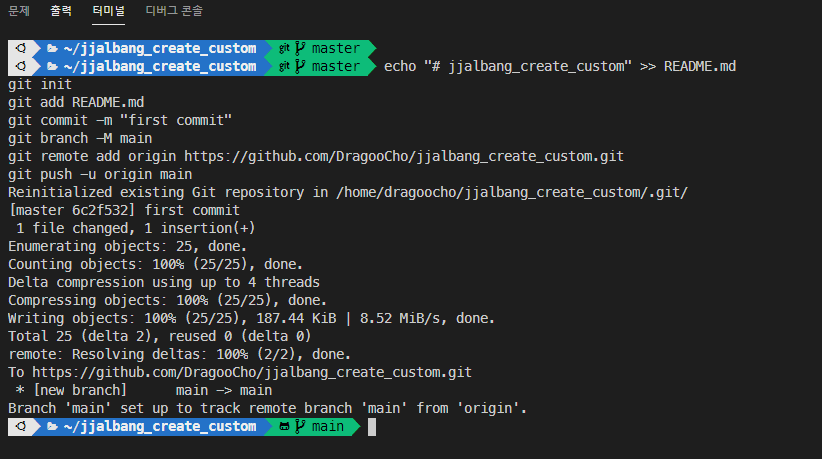 문제 출력 터미널 디버그 콘솔
~/jjalbang_create_custom git master
~/jjalbang_create_custom git master echo "# jjalbang_create_custom" >> README.md
git init
git add README.md
git commit -m "first commit"
git branch -M main
git remote add origin https://github.com/DragooCho/jjalbang_create_custom.git
git push -u origin main
Reinitialized existing Git repository in /home/dragoocho/jjalbang_create_custom/.git/
[master 6c2f532] first commit
 1 file changed, 1 insertion(+)
Enumerating objects: 25, done.
Counting objects: 100% (25/25), done.
Delta compression using up to 4 threads
Compressing objects: 100% (25/25), done.
Writing objects: 100% (25/25), 187.44 KiB | 8.52 MiB/s, done.
Total 25 (delta 2), reused 0 (delta 0)
remote: Resolving deltas: 100% (2/2), done.
To https://github.com/DragooCho/jjalbang_create_custom.git
 * [new branch]      main -> main
Branch 'main' set up to track remote branch 'main' from 'origin'.
~/jjalbang_create_custom main